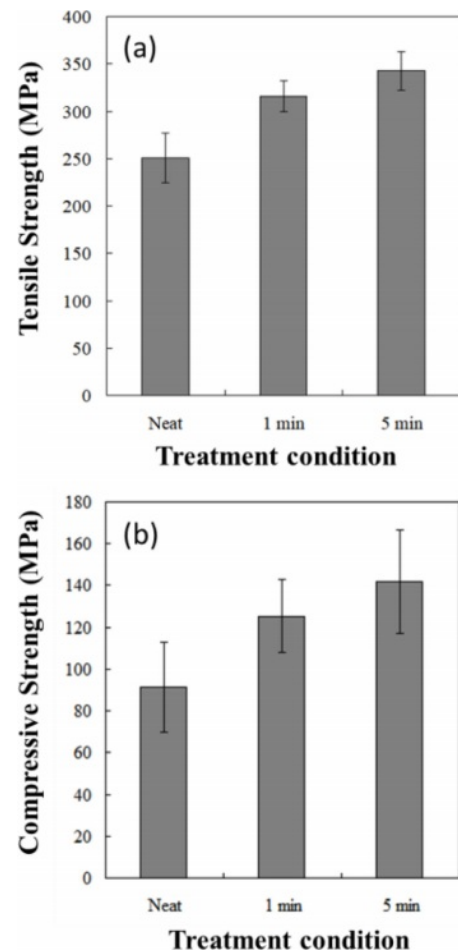 (a)
Tensile Strength (MPa)
400
350
300
250
200
150
100
50
0
Neat 1 min 5 min
Treatment condition
(b)
Compressive Strength (MPa)
180
160
140
120
100
80
60
40
20
0
Neat 1 min 5 min
Treatment condition